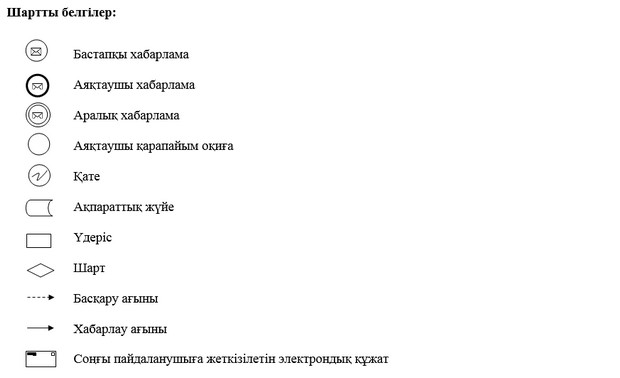 Шартты белгілер:
Бастапқы хабарлама
Аяқтаушы хабарлама
Аралық хабарлама
Аяқтаушы қарапайым оқиға
Қате
Ақпараттық жүйе
Үдеріс
Шарт
Басқару ағыны
Хабарлау ағыны
Соңғы пайдаланушыға жеткізілетін электрондық құжат